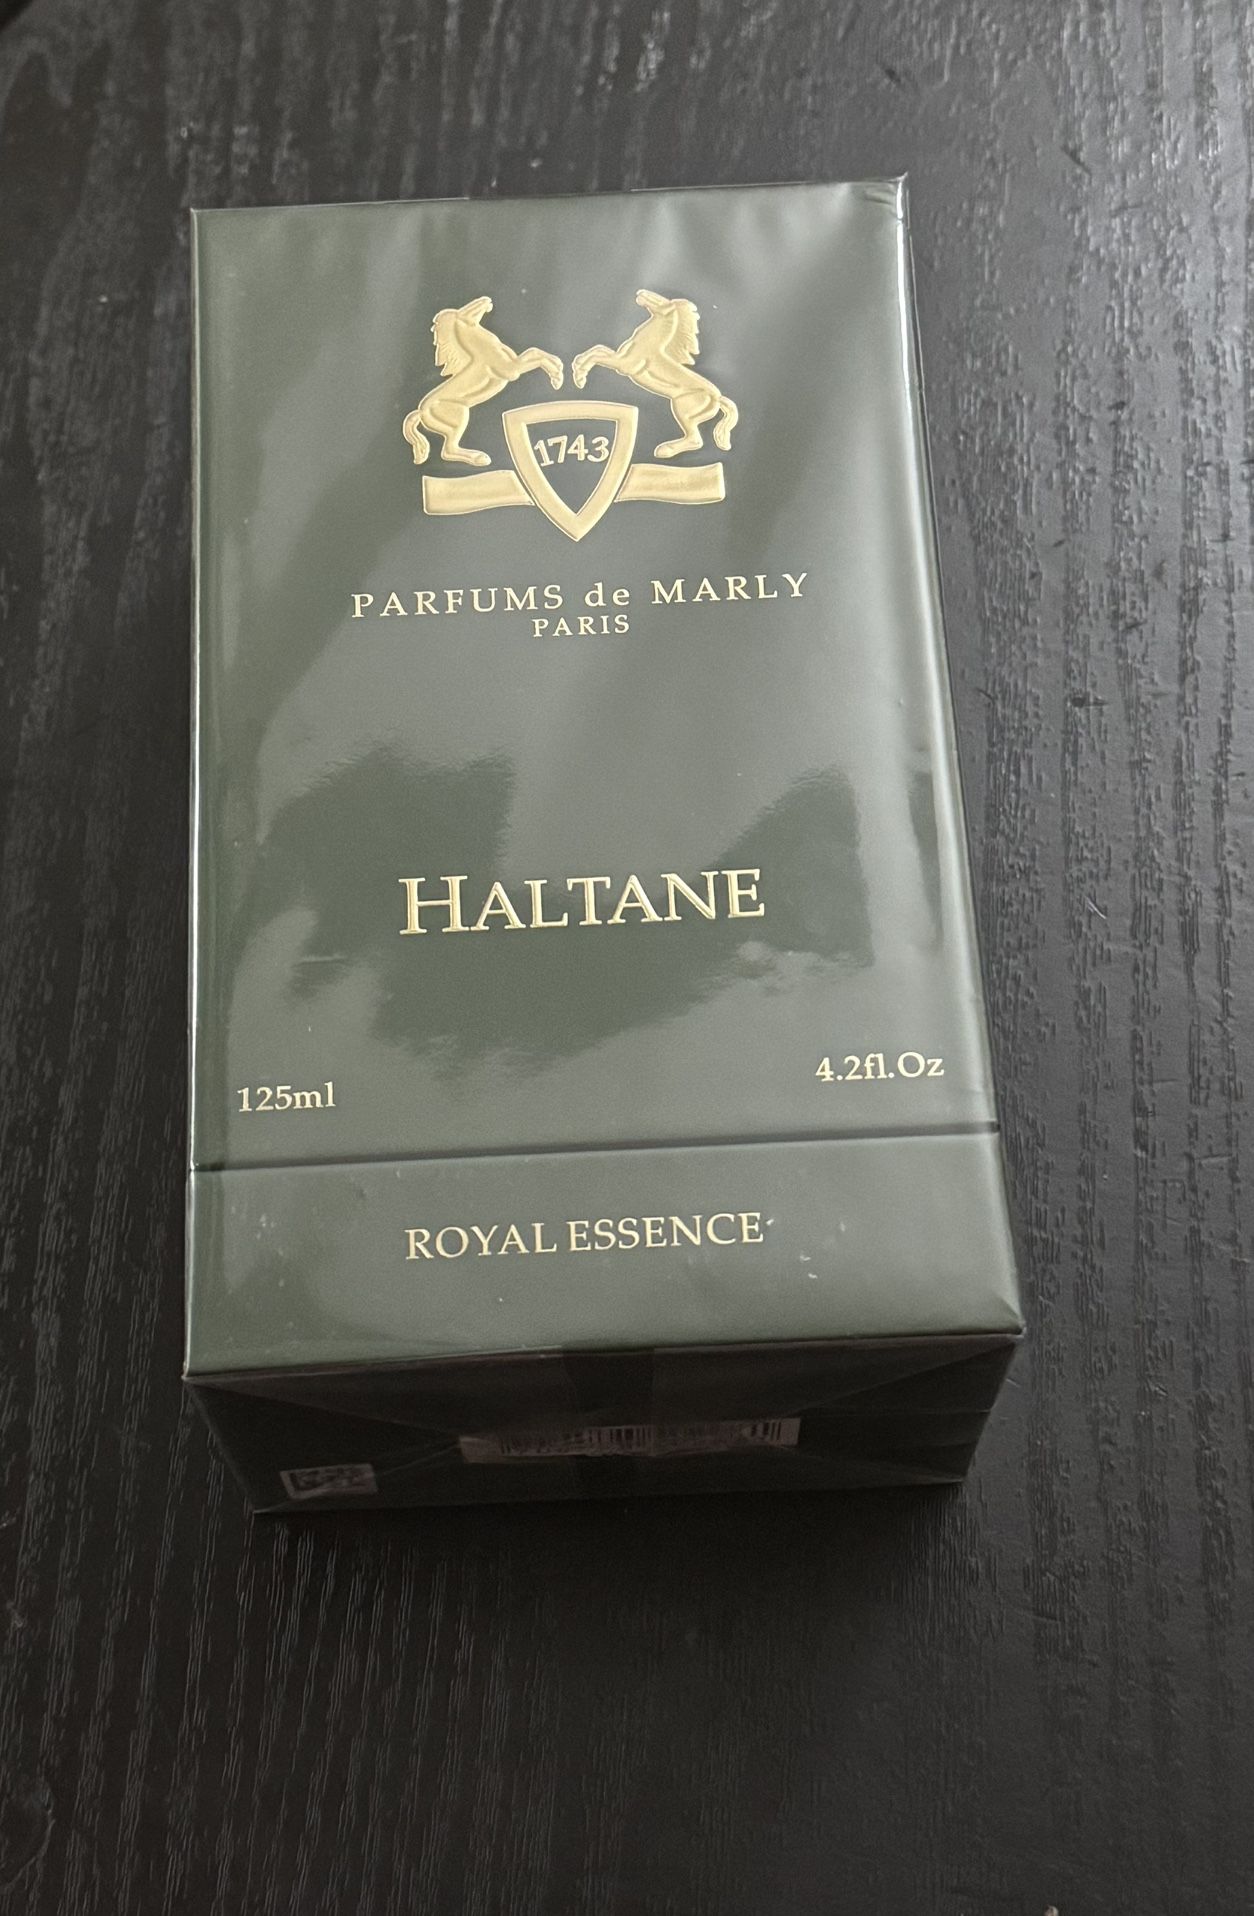 1743
PARFUMS de MARLY
PARIS
HALTANE
125ml 4.2fl.Oz
ROYAL ESSENCE